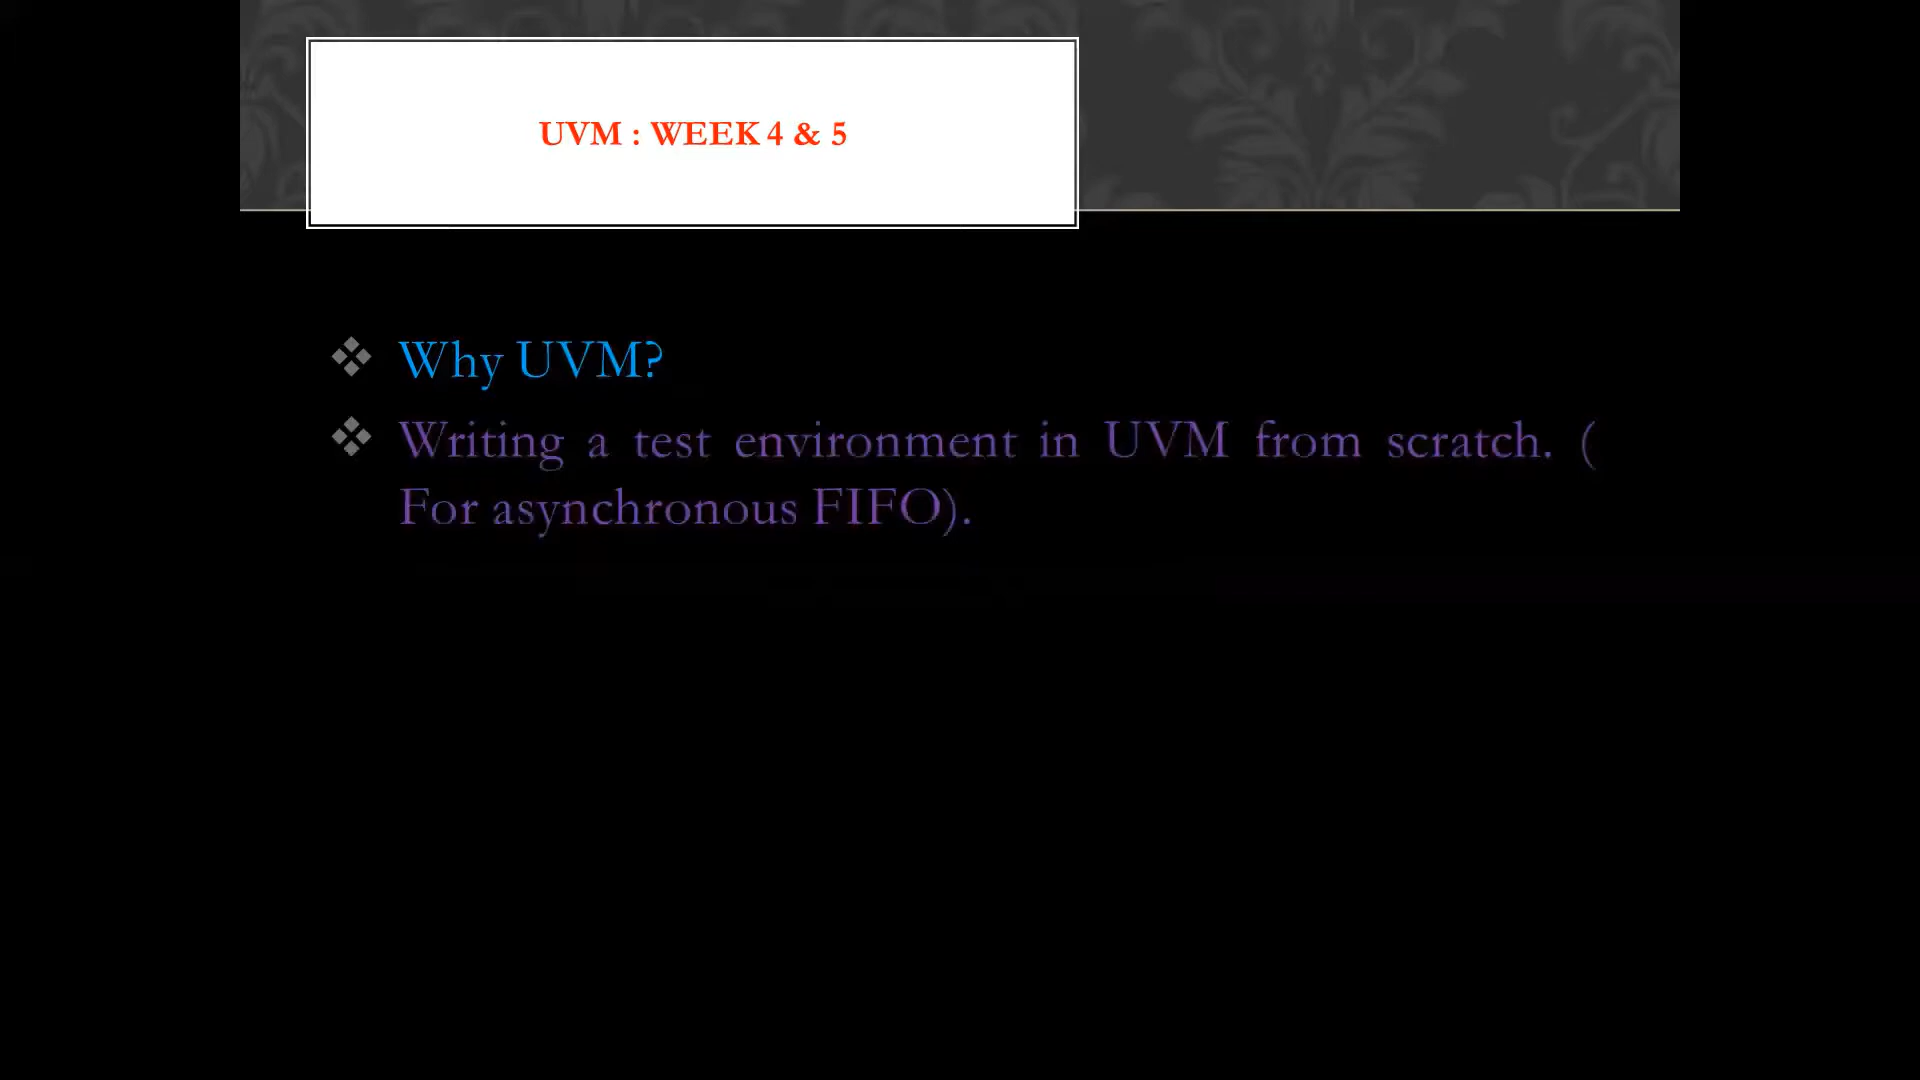 UVM : WEEK 4 & 5
Why UVM?
Writing a test environment in UVM from scratch. (
For asynchronous FIFO).